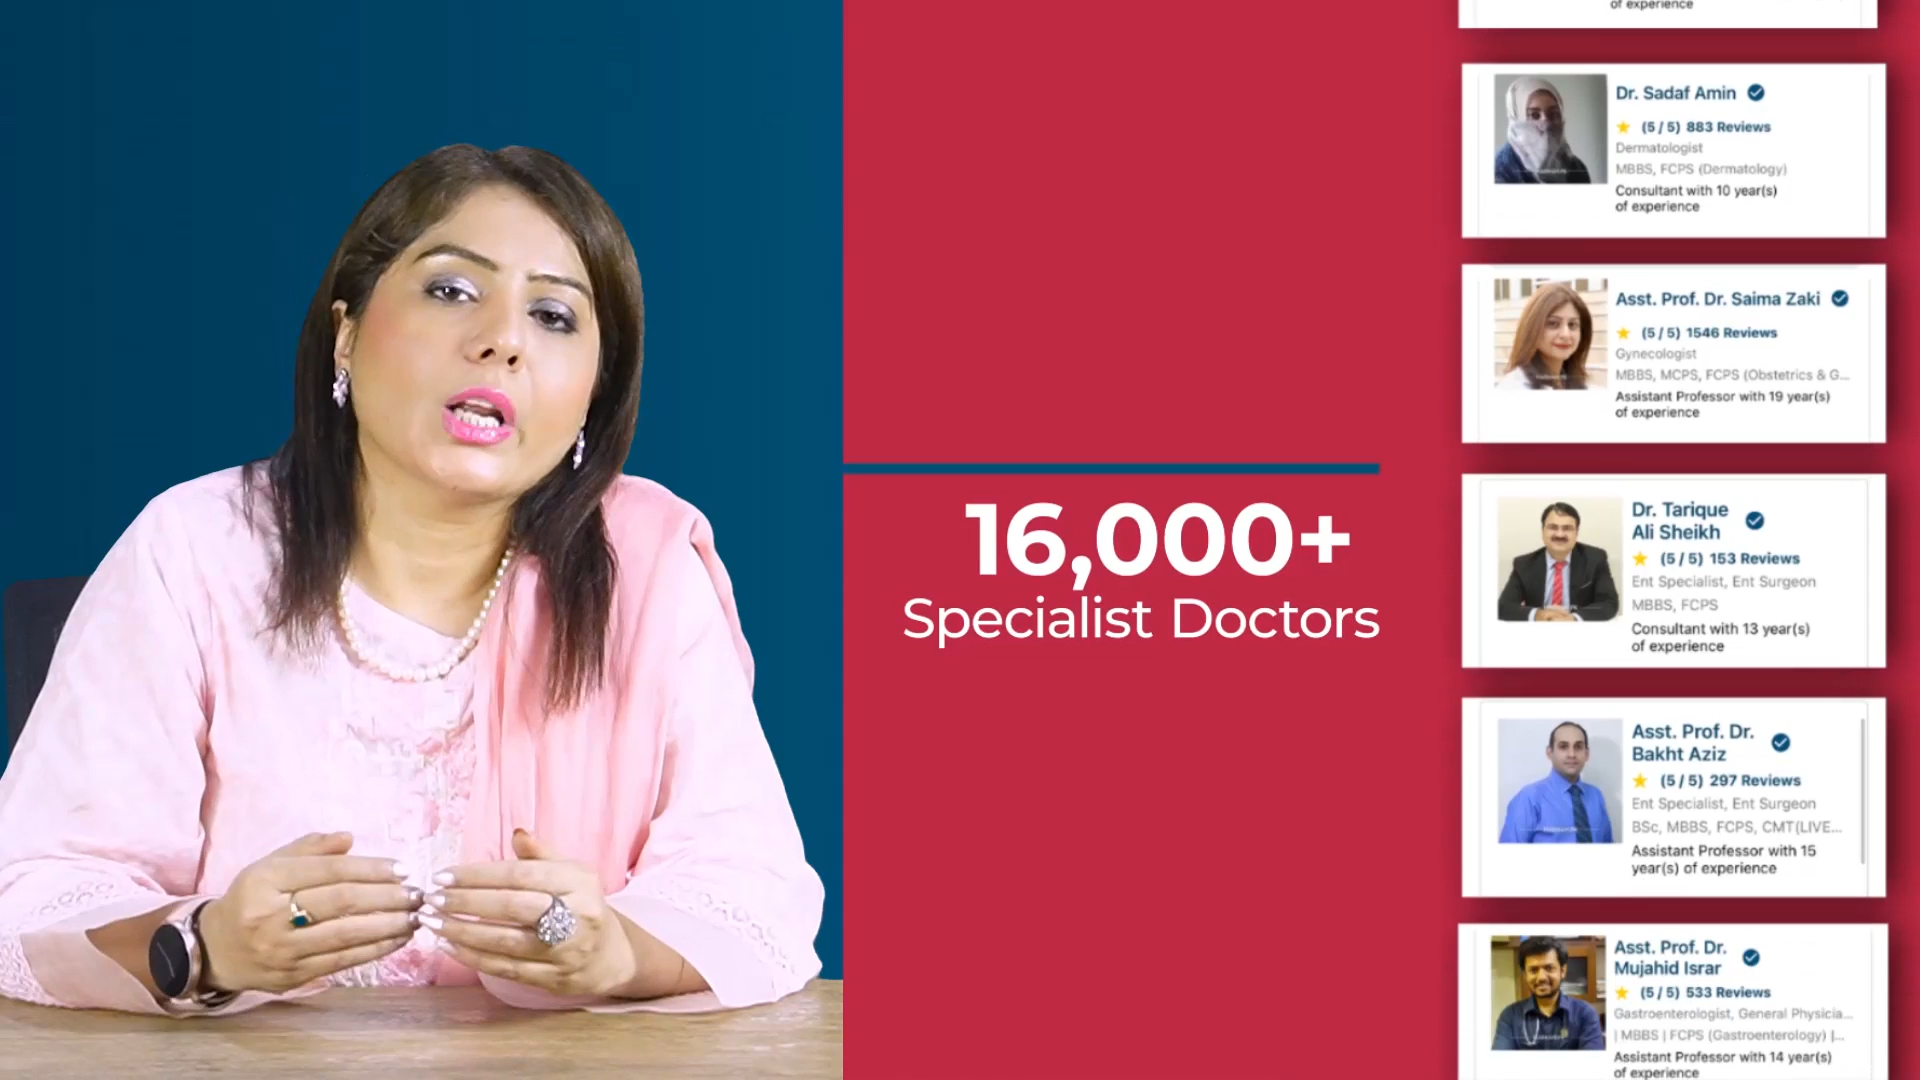 of experience
Dr. Sadaf Amin
(5 / 5) 883 Reviews
Dermatologist
MBBS, FCPS (Dermatology)
Consultant with 10 year(s)
of experience
Asst. Prof. Dr. Saima Zaki
(5 / 5) 1546 Reviews
Gynecologist
MBBS, MCPS, FCPS (Obstetrics & G...
Assistant Professor with 19 year(s)
of experience
16,000+
Specialist Doctors
Dr. Tarique
Ali Sheikh
(5 / 5) 153 Reviews
Ent Specialist, Ent Surgeon
MBBS, FCPS
Consultant with 13 year(s)
of experience
Asst. Prof. Dr.
Bakht Aziz
(5 / 5) 297 Reviews
Ent Specialist, Ent Surgeon
BSc, MBBS, FCPS, CMT(LIVE...
Assistant Professor with 15
year(s) of experience
Asst. Prof. Dr.
Mujahid Israr
(5 / 5) 533 Reviews
Gastroenterologist, General Physicia...
| MBBS | FCPS (Gastroenterology) |...
Assistant Professor with 14 year(s)
of experience